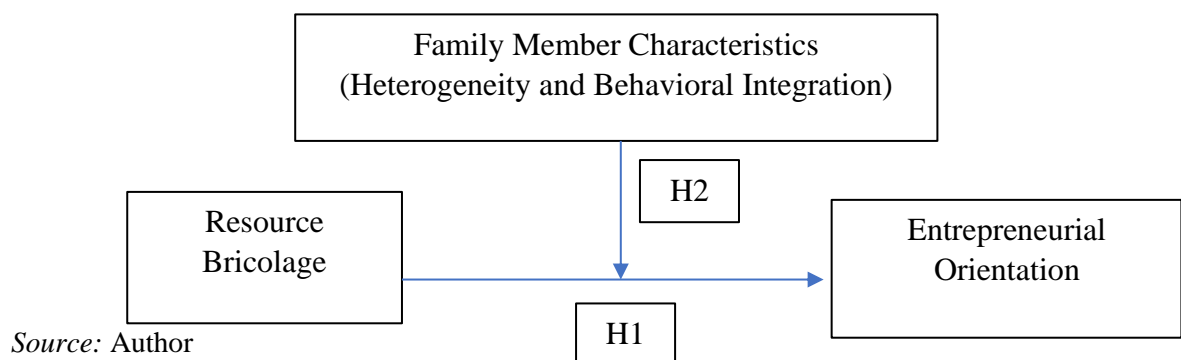 Family Member Characteristics
(Heterogeneity and Behavioral Integration)
H2
Resource
Bricolage
Entrepreneurial
Orientation
H1
Source: Author